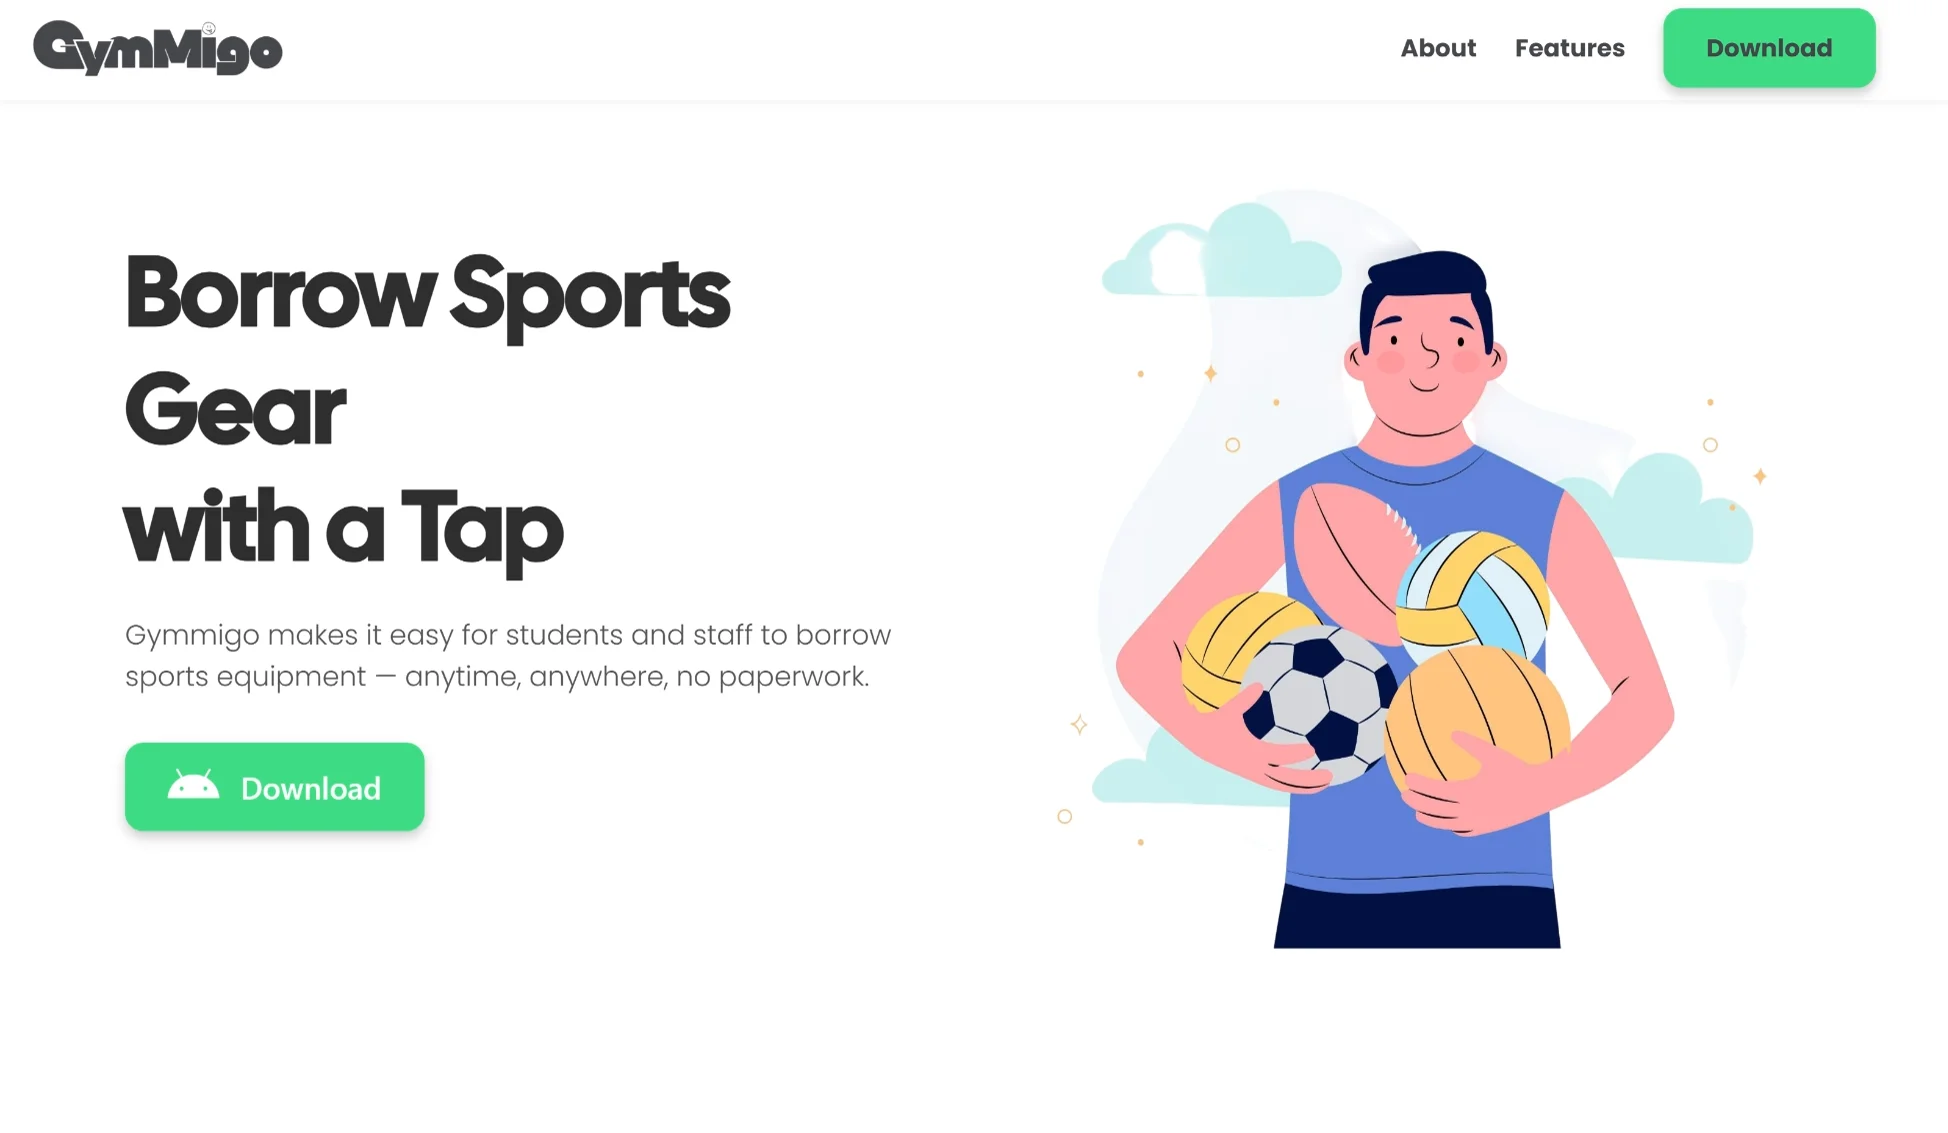 GymMigo
About
Features
Download
Borrow Sports
Gear
with a Tap
Gymmigo makes it easy for students and staff to borrow
sports equipment — anytime, anywhere, no paperwork.
Download